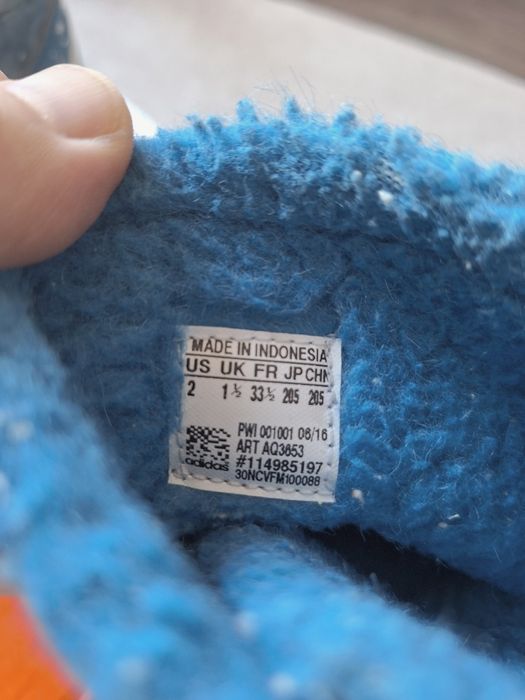 MADE IN INDONESIA
US UK FR JP CHN
2 1½ 33½ 205 205
PWI 001001 06/16
ART AQ3653
#114985197
adidas
30NCVFM100088